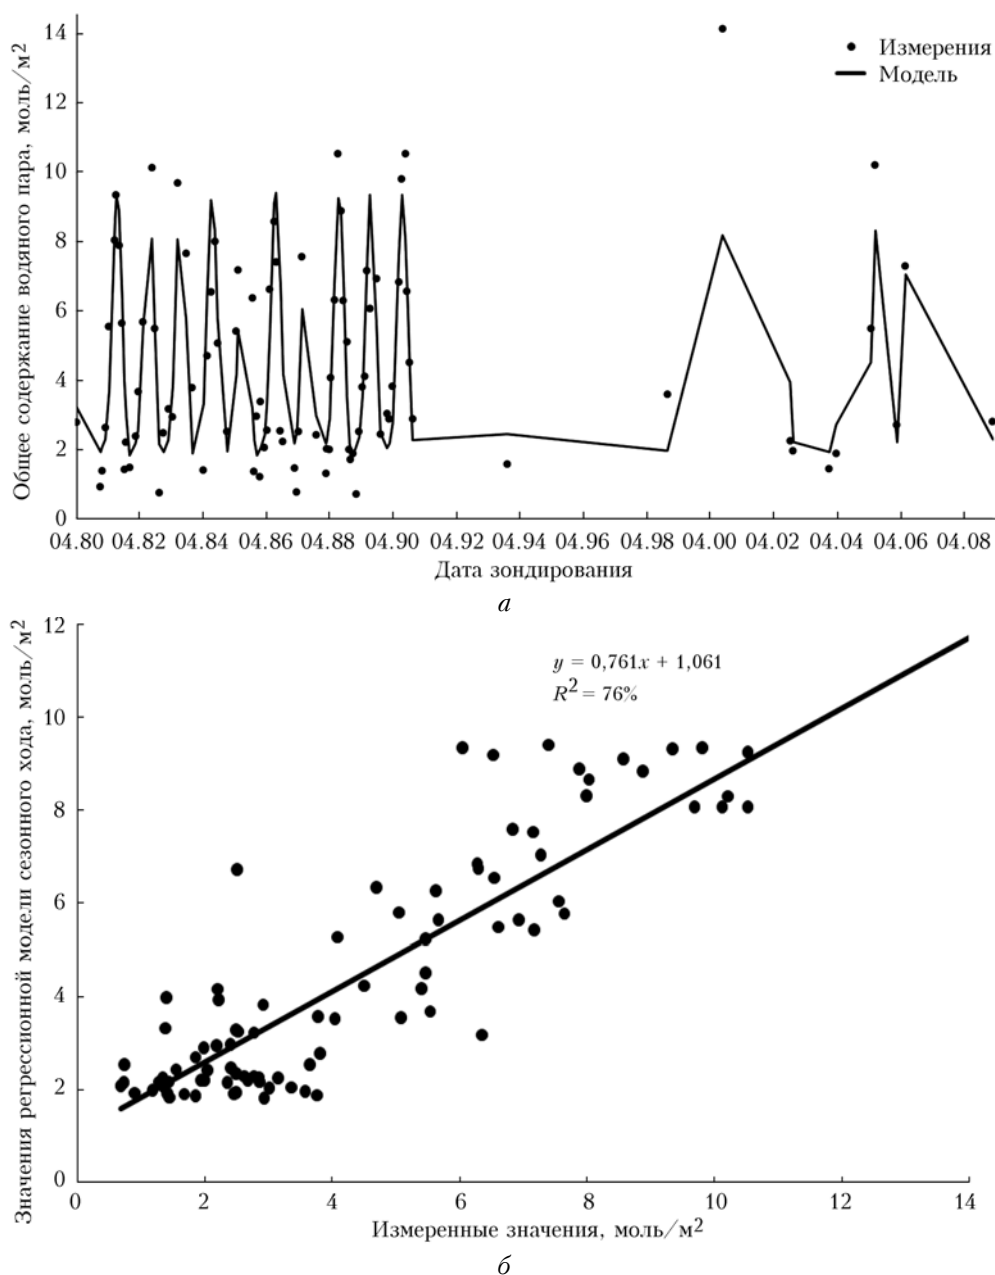 Общее содержание водяного пара, моль/м2
14
12
10
8
6
4
2
0
Измерения
Модель
04.80 04.82 04.84 04.86 04.88 04.90 04.92 04.94 04.96 04.98 04.00 04.02 04.04 04.06 04.08
Дата зондирования
а
Значения регрессионной модели сезонного хода, моль/м2
12
10
8
6
4
2
0
y = 0,761x + 1,061
R2 = 76%
0 2 4 6 8 10 12 14
Измеренные значения, моль/м2
б